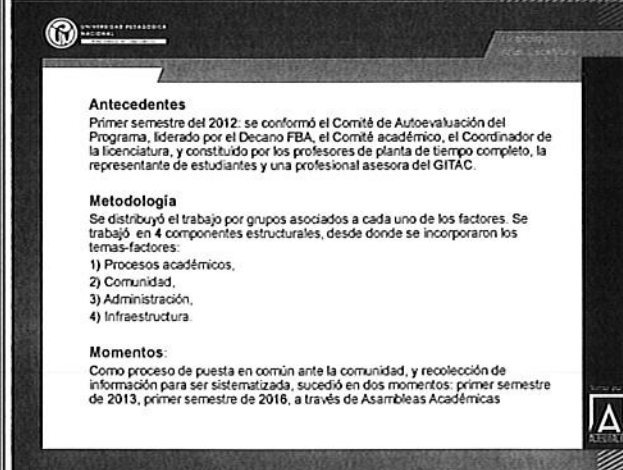 UNIVERSIDAD PEDAGOGICA
NACIONAL
Antecedentes
Primer semestre del 2012: se conformó el Comité de Autoevaluación del
Programa, liderado por el Decano FBA, el Comité académico, el Coordinador de
la licenciatura, y constituido por los profesores de planta de tiempo completo, la
representante de estudiantes y una profesional asesora del GITAC.
Metodología
Se distribuyó el trabajo por grupos asociados a cada uno de los factores. Se
trabajó en 4 componentes estructurales, desde donde se incorporaron los
temas-factores:
1) Procesos académicos,
2) Comunidad,
3) Administración,
4) Infraestructura.
Momentos:
Como proceso de puesta en común ante la comunidad, y recolección de
información para ser sistematizada, sucedió en dos momentos: primer semestre
de 2013, primer semestre de 2016, a través de Asambleas Académicas